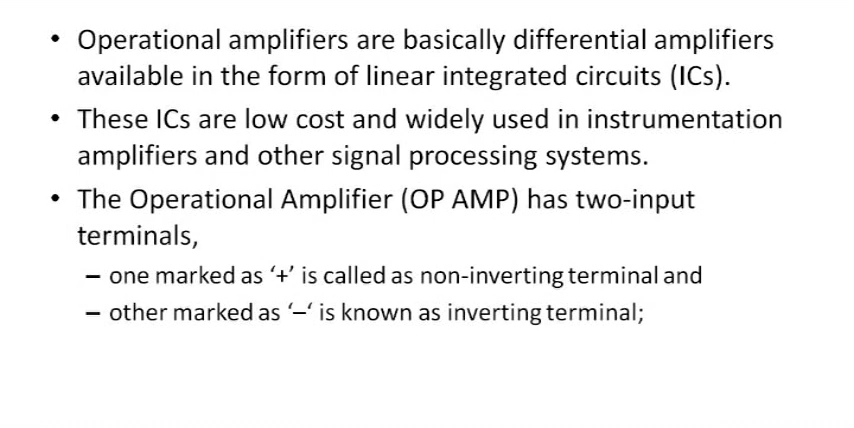 • Operational amplifiers are basically differential amplifiers
available in the form of linear integrated circuits (ICs).
• These ICs are low cost and widely used in instrumentation
amplifiers and other signal processing systems.
• The Operational Amplifier (OP AMP) has two-input
terminals,
– one marked as ‘+’ is called as non-inverting terminal and
– other marked as ‘–‘ is known as inverting terminal;